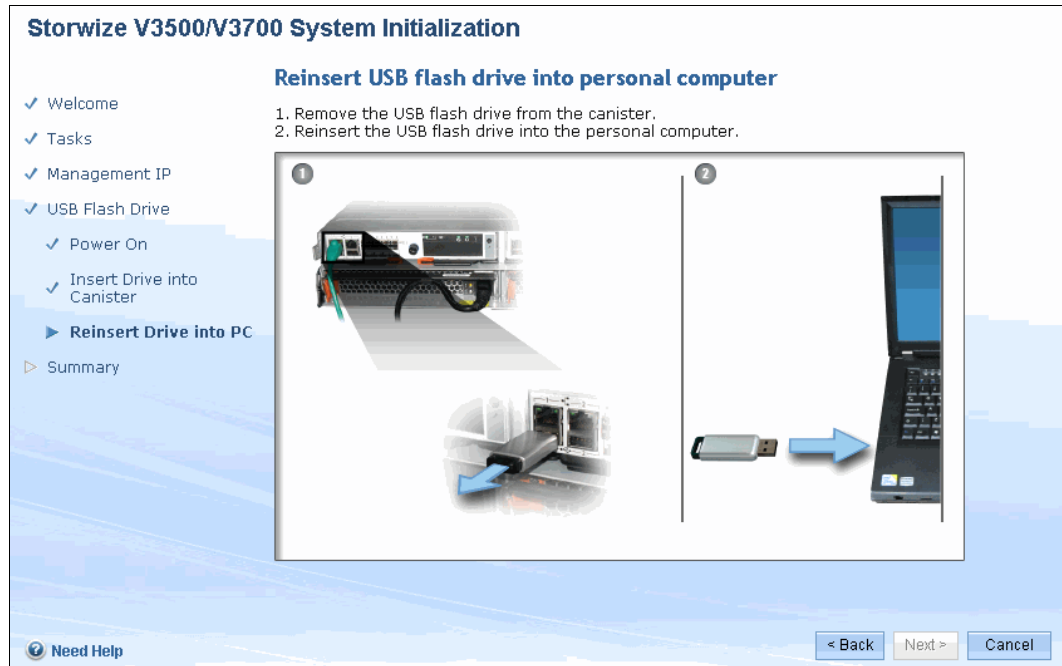 Storwize V3500/V3700 System Initialization
Welcome
Tasks
Management IP
USB Flash Drive
Power On
Insert Drive into
Canister
Reinsert Drive into PC
Summary
Reinsert USB flash drive into personal computer
1. Remove the USB flash drive from the canister.
2. Reinsert the USB flash drive into the personal computer.
1
2
Need Help
< Back
Next >
Cancel